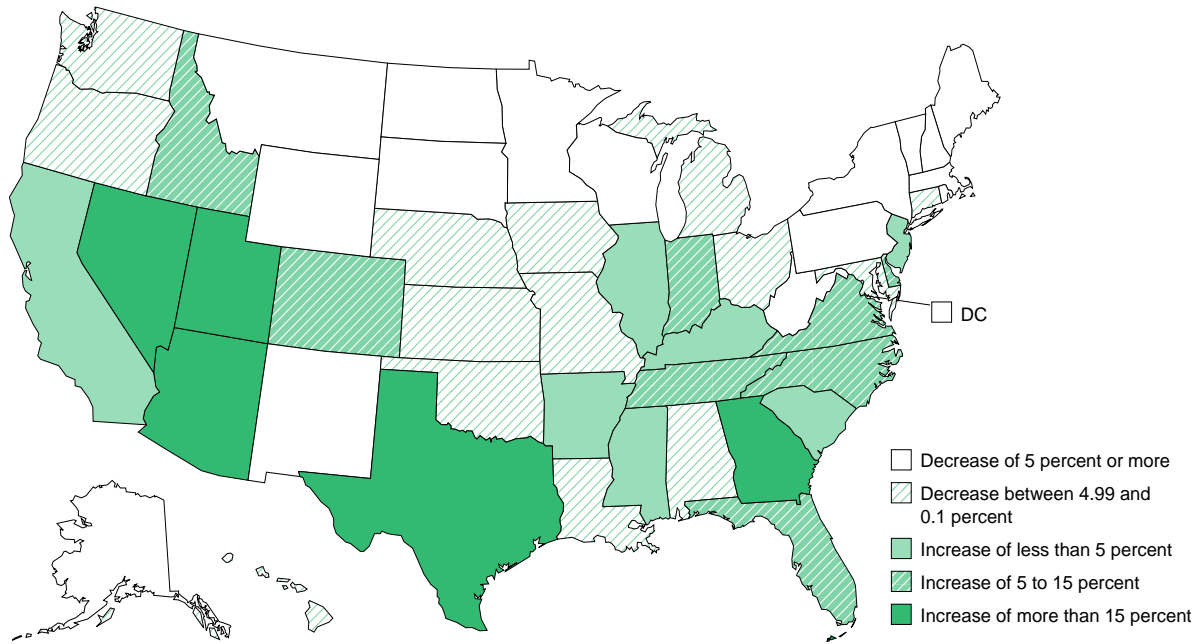 DC
Decrease of 5 percent or more
Decrease between 4.99 and
0.1 percent
Increase of less than 5 percent
Increase of 5 to 15 percent
Increase of more than 15 percent